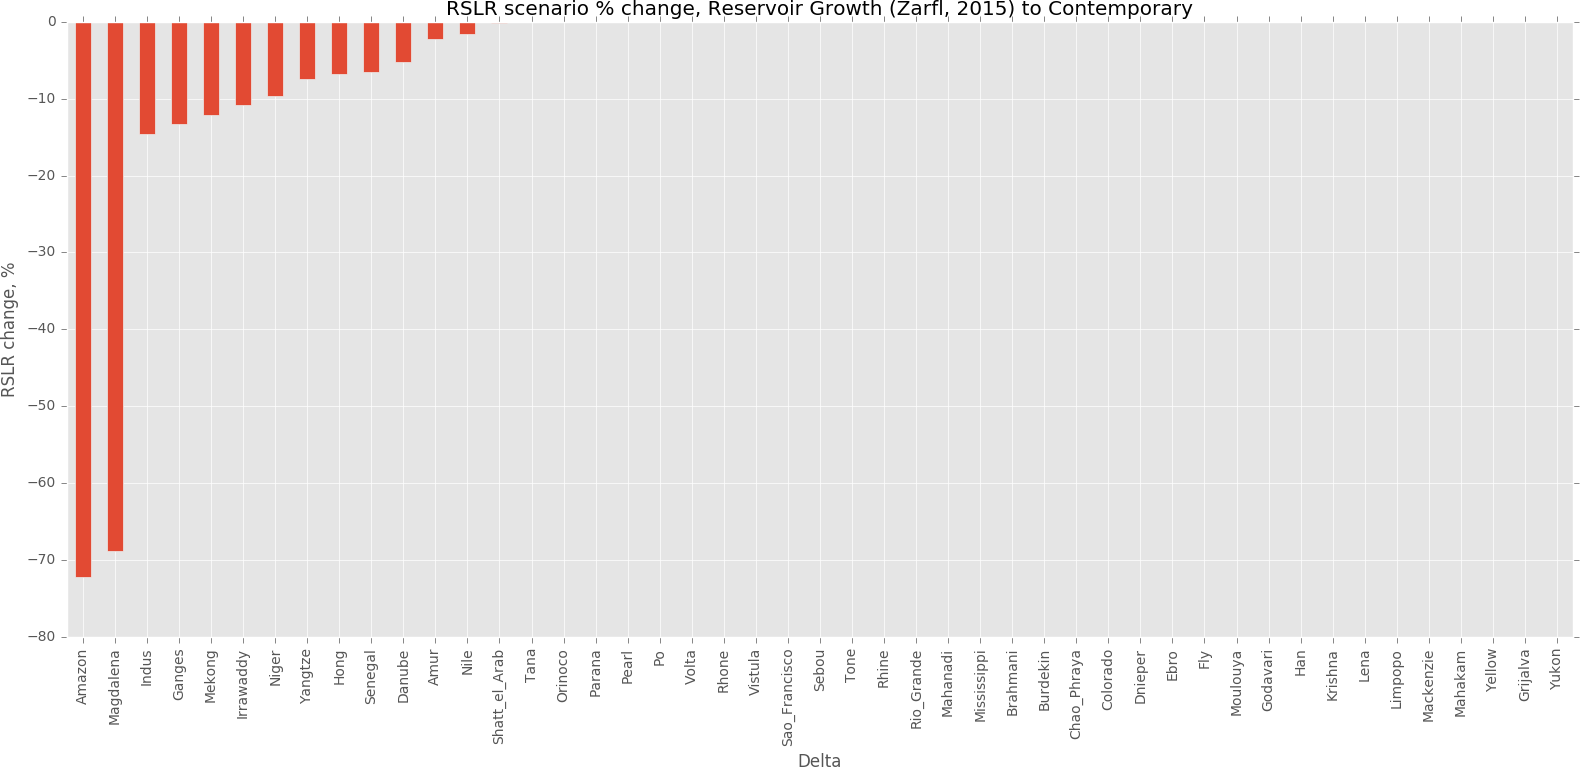 RSLR scenario % change, Reservoir Growth (Zarfl, 2015) to Contemporary
RSLR change, %
0
−10
−20
−30
−40
−50
−60
−70
−80
Amazon
Magdalena
Indus
Ganges
Mekong
Irrawaddy
Niger
Yangtze
Hong
Senegal
Danube
Amur
Nile
Shatt_el_Arab
Tana
Orinoco
Parana
Pearl
Po
Volta
Rhone
Vistula
Sao_Francisco
Sebou
Tone
Rhine
Rio_Grande
Mahanadi
Mississippi
Brahmani
Burdekin
Chao_Phraya
Colorado
Dnieper
Ebro
Fly
Moulouya
Godavari
Han
Krishna
Lena
Limpopo
Mackenzie
Mahakam
Yellow
Grijalva
Yukon
Delta